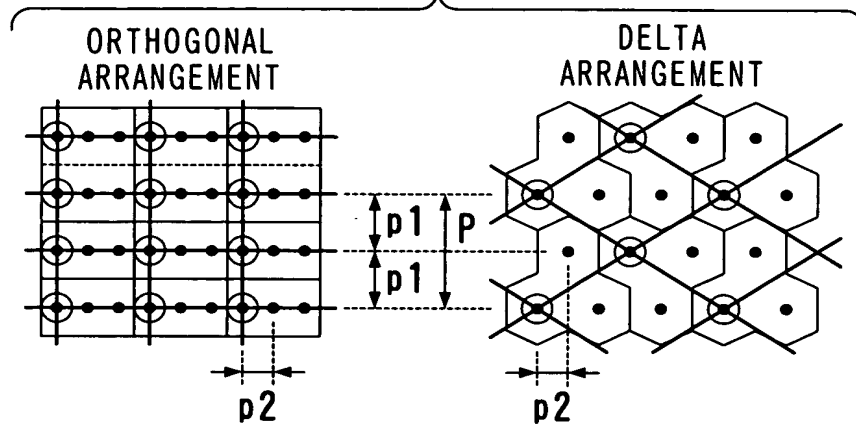 ORTHOGONAL
ARRANGEMENT
DELTA
ARRANGEMENT
p1
P
p1
p2
p2